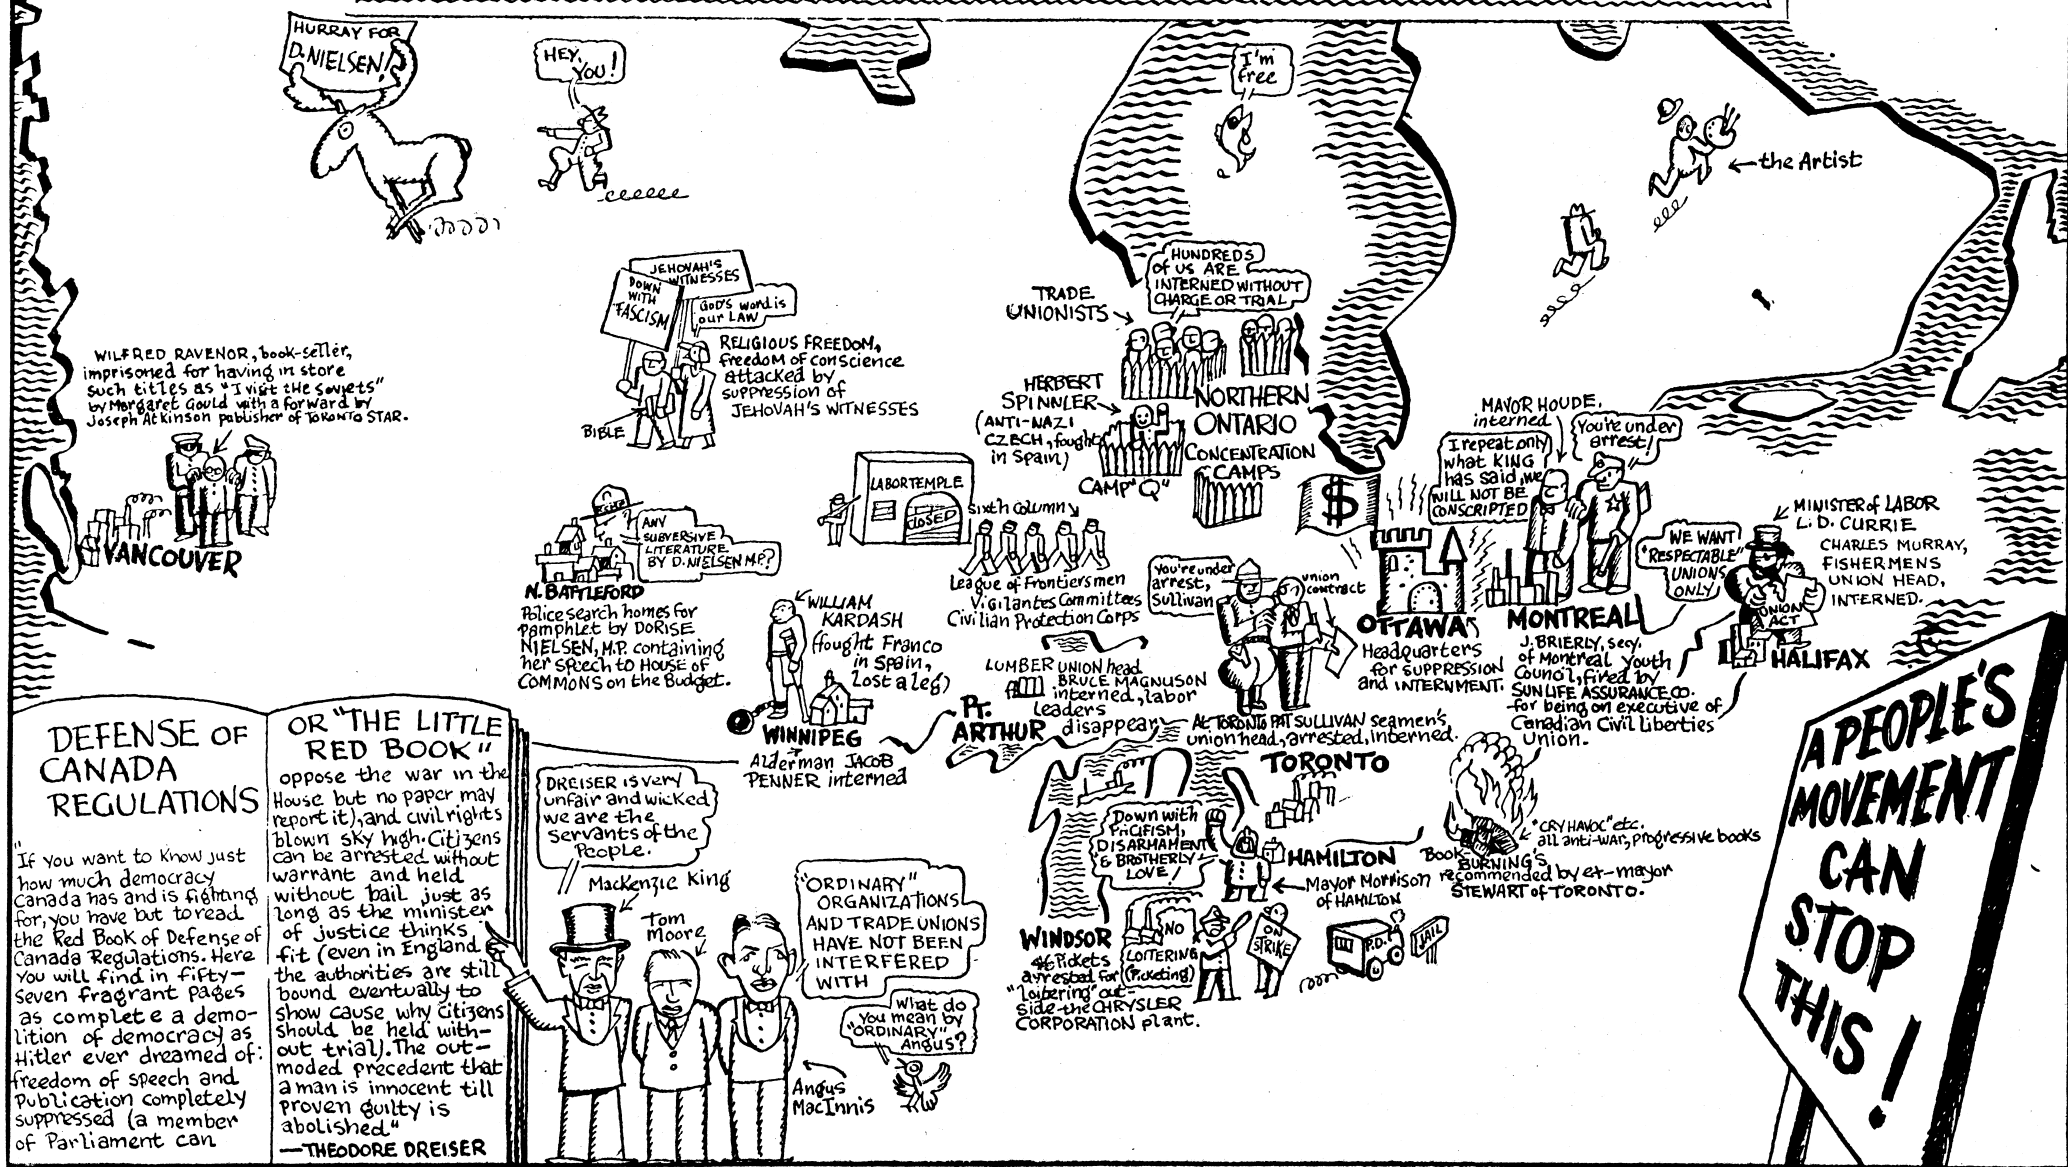 HURRAY FOR
D. NIELSEN!
HEY,
YOU!
I'm
free
← the Artist
JEHOVAH'S
WITNESSES
DOWN
WITH
FASCISM
GOD'S word is
our LAW
BIBLE
RELIGIOUS FREEDOM,
freedom of conscience
attacked by
suppression of
JEHOVAH'S WITNESSES
WILFRED RAVENOR, book-seller,
imprisoned for having in store
such titles as "I visit the Soviets"
by Margaret Gould with a forward by
Joseph Atkinson publisher of TORONTO STAR.
VANCOUVER
HUNDREDS
of US ARE
INTERNED WITHOUT
CHARGE OR TRIAL
TRADE
UNIONISTS
HERBERT
SPINNLER
(ANTI-NAZI
CZECH, fought
in Spain)
CAMP "Q"
NORTHERN
ONTARIO
CONCENTRATION
CAMPS
LABOR TEMPLE
CLOSED
sixth column
League of Frontiersmen
Vigilantes Committees
Civilian Protection Corps
ANY
SUBVERSIVE
LITERATURE
BY D. NIELSEN M.P.?
N. BATTLEFORD
Police search homes for
pamphlet by DORISE
NIELSEN, M.P. containing
her speech to HOUSE of
COMMONS on the Budget.
WILLIAM
KARDASH
(fought Franco
in Spain,
lost a leg)
WINNIPEG
Alderman JACOB
PENNER interned
LUMBER UNION head
BRUCE MAGNUSON
interned, labor
leaders
disappear
PT.
ARTHUR
You're under
arrest,
Sullivan
union
contract
At TORONTO PAT SULLIVAN seamen's
union head, arrested, interned.
$
OTTAWA
Headquarters
for SUPPRESSION
and INTERNMENT.
MAYOR HOUDE,
interned
I repeat only
what KING
has said, we
WILL NOT BE
CONSCRIPTED
You're under
arrest!
MONTREAL
J. BRIERLY, secy.
of Montreal Youth
Council, fired by
SUN LIFE ASSURANCE CO.
for being on executive of
Canadian Civil Liberties
Union.
WE WANT
"RESPECTABLE"
UNIONS
ONLY!
MINISTER of LABOR
L. D. CURRIE
CHARLES MURRAY,
FISHERMENS
UNION HEAD,
INTERNED.
UNION
ACT
HALIFAX
TORONTO
Down with
PACIFISM,
DISARMAMENT
& BROTHERLY
LOVE!
HAMILTON
Mayor Morrison
of HAMILTON
"CRY HAVOC" etc.
all anti-war, progressive books
Book-
BURNING'S
recommended by ex-mayor
STEWART of TORONTO.
WINDSOR
46 Pickets
arrested for
"loitering" out-
side the CHRYSLER
CORPORATION plant.
NO
LOITERING
(Picketing)
ON
STRIKE
P.D.
JAIL
DEFENSE OF
CANADA
REGULATIONS
"If you want to know just
how much democracy
Canada has and is fighting
for, you have but to read
the Red Book of Defense of
Canada Regulations. Here
you will find in fifty-
seven fragrant pages
as complete a demo-
lition of democracy as
Hitler ever dreamed of:
freedom of speech and
Publication completely
suppressed (a member
of Parliament can
OR "THE LITTLE
RED BOOK"
oppose the war in the
House but no paper may
report it), and civil rights
blown sky high. Citizens
can be arrested without
warrant and held
without bail just as
long as the minister
of justice thinks
fit (even in England
the authorities are still
bound eventually to
show cause why citizens
should be held with-
out trial). The out-
moded precedent that
a man is innocent till
proven guilty is
abolished."
—THEODORE DREISER
DREISER is very
unfair and wicked
we are the
servants of the
People.
Mackenzie King
Tom
Moore
"ORDINARY"
ORGANIZATIONS
AND TRADE UNIONS
HAVE NOT BEEN
INTERFERED
WITH
What do
you mean by
"ORDINARY"
Angus?
Angus
MacInnis
A PEOPLE'S
MOVEMENT
CAN
STOP
THIS!